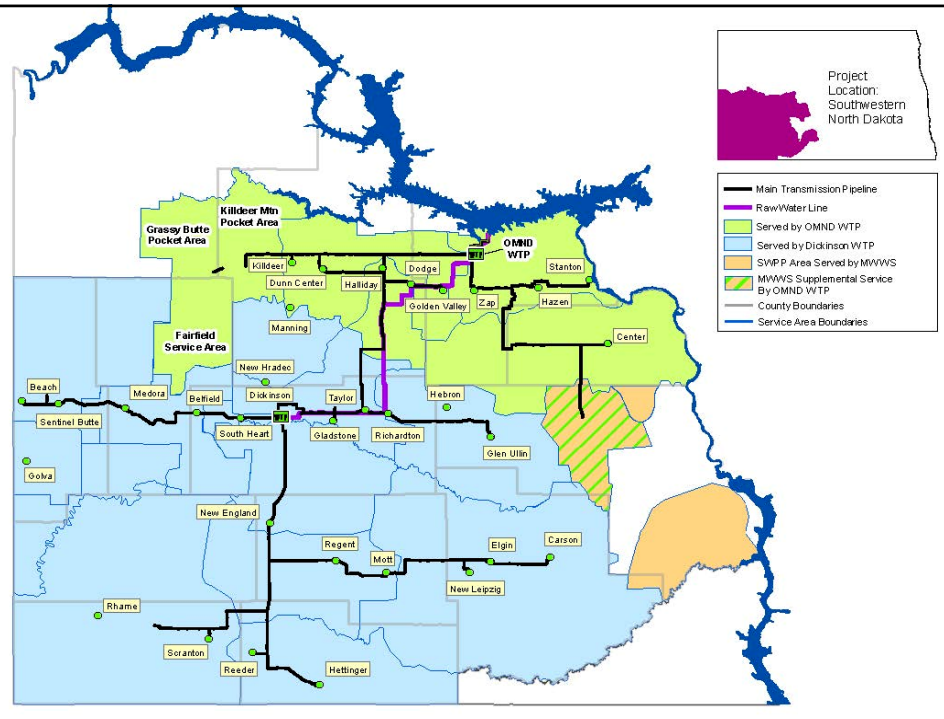 Project
Location:
Southwestern
North Dakota
Main Transmission Pipeline
Raw Water Line
Served by OMND WTP
Served by Dickinson WTP
SWPP Area Served by MWWS
MWWS Supplemental Service
By OMND WTP
County Boundaries
Service Area Boundaries
Killdeer Mtn
Pocket Area
Grassy Butte
Pocket Area
OMND
WTP
WTP
Killdeer
Dodge
Stanton
Dunn Center
Halliday
Golden Valley
Zap
Hazen
Manning
Fairfield
Service Area
Center
New Hradec
Beach
Medora
Belfield
Dickinson
Taylor
Hebron
Sentinel Butte
WTP
South Heart
Gladstone
Richardton
Glen Ullin
Golva
New England
Regent
Mott
Elgin
Carson
New Leipzig
Rhame
Scranton
Reeder
Hettinger